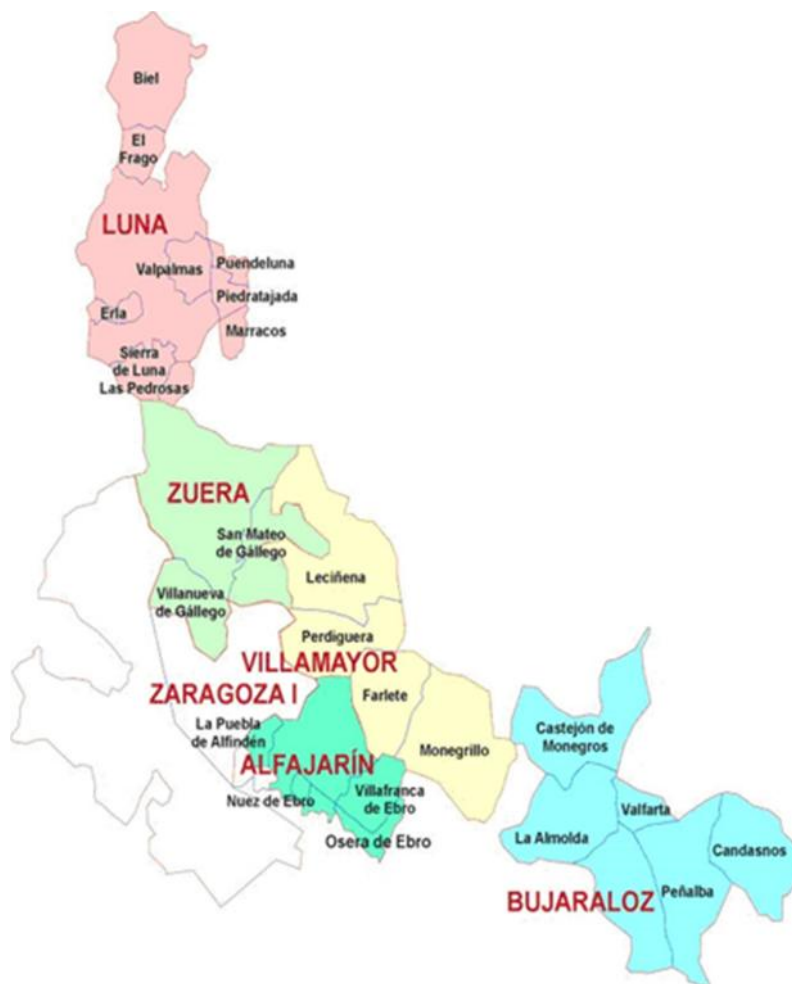 Biel
El
Frago
LUNA
Valpalmas
Puendeluna
Piedratajada
Erla
Marracos
Sierra
de Luna
Las Pedrosas
ZUERA
San Mateo
de Gállego
Leciñena
Villanueva
de Gállego
Perdiguera
VILLAMAYOR
ZARAGOZA I
Farlete
La Puebla
de Alfindén
Castejón de
Monegros
Monegrillo
ALFAJARÍN
Villafranca
de Ebro
Nuez de Ebro
Valfarta
Osera de Ebro
La Almolda
Candasnos
Peñalba
BUJARALOZ